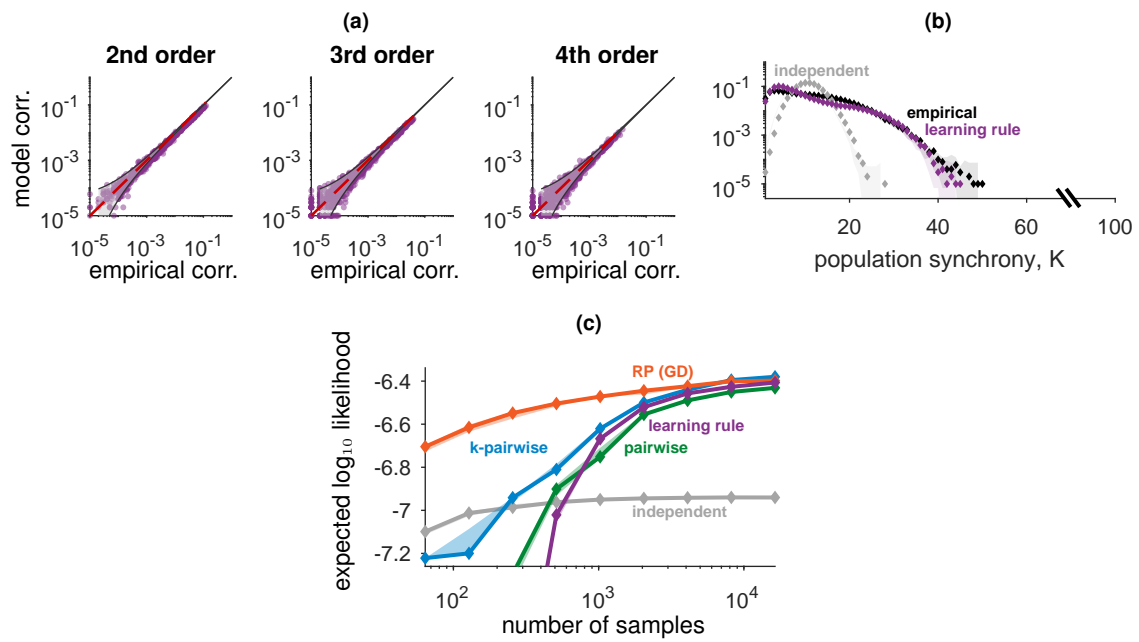 (a)
2nd order
3rd order
4th order
model corr.
10^-1
10^-3
10^-5
10^-5 10^-3 10^-1
empirical corr.
10^-1
10^-3
10^-5
10^-5 10^-3 10^-1
empirical corr.
10^-1
10^-3
10^-5
10^-5 10^-3 10^-1
empirical corr.
(b)
independent
empirical
learning rule
10^-1
10^-3
10^-5
20 40 60 100
population synchrony, K
(c)
expected log₁₀ likelihood
-6.4
-6.6
-6.8
-7
-7.2
RP (GD)
k-pairwise
learning rule
pairwise
independent
10^2 10^3 10^4
number of samples